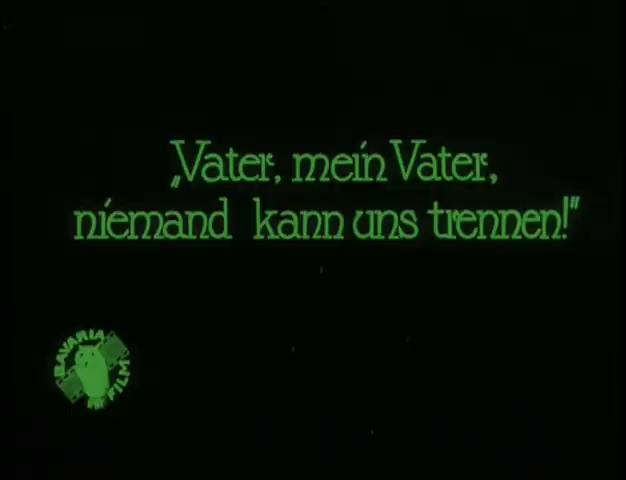 „Vater, mein Vater,
niemand kann uns trennen!"
BAVARIA
FILM